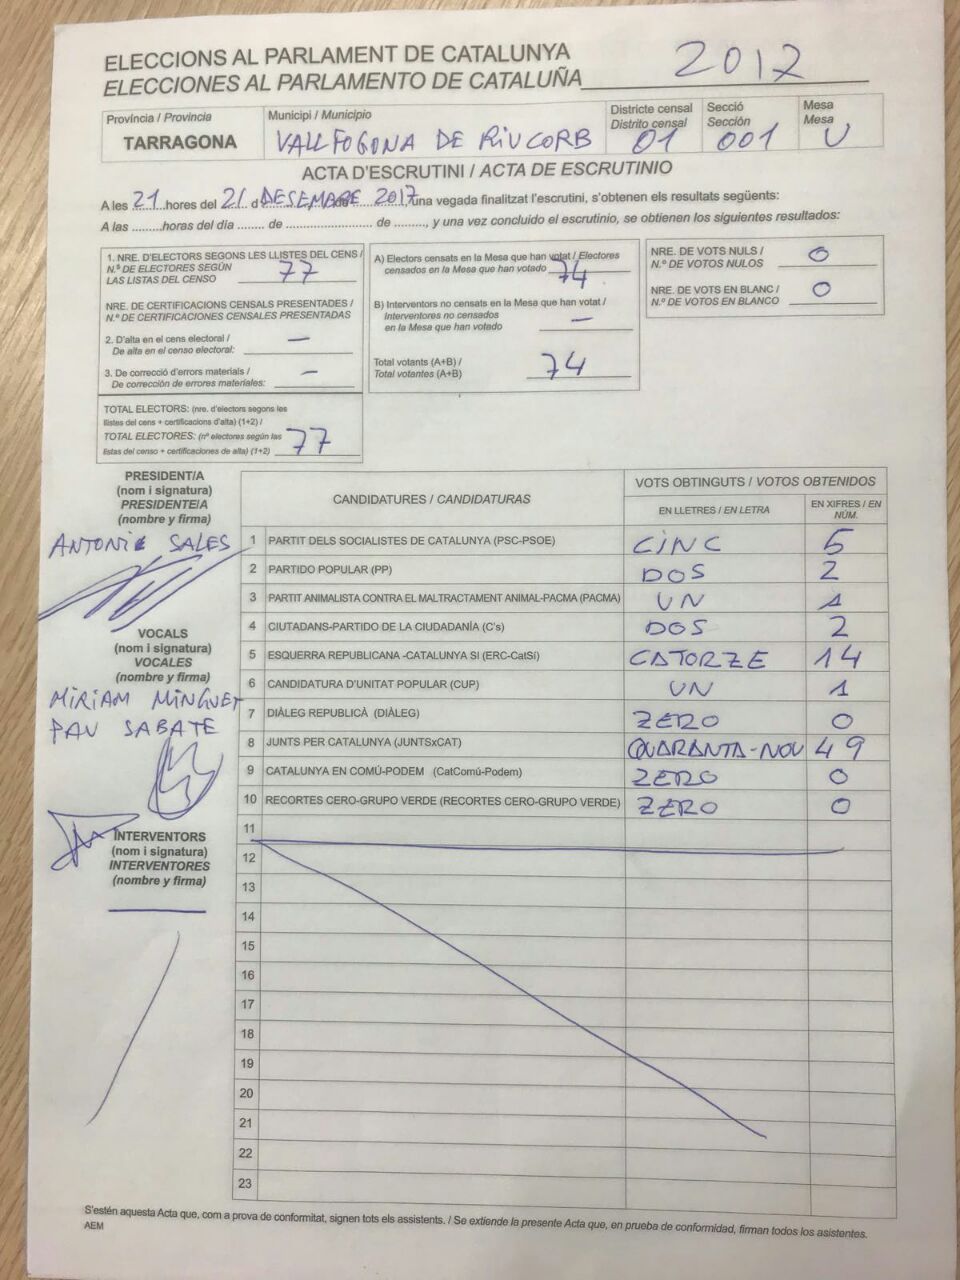 ELECCIONS AL PARLAMENT DE CATALUNYA
ELECCIONES AL PARLAMENTO DE CATALUÑA 2017
Província / Provincia
TARRAGONA
Municipi / Municipio
VALLFOGONA DE RIUCORB
Districte censal
Distrito censal
01
Secció
Sección
001
Mesa
Mesa
U
ACTA D'ESCRUTINI / ACTA DE ESCRUTINIO
A les 21 hores del 21 d DESEMBRE 2017, una vegada finalitzat l'escrutini, s'obtenen els resultats següents:
A las .........horas del día ....... de ..................... de ........, y una vez concluido el escrutinio, se obtienen los siguientes resultados:
1. NRE. D'ELECTORS SEGONS LES LLISTES DEL CENS /
N.º DE ELECTORES SEGÚN
LAS LISTAS DEL CENSO 77
NRE. DE CERTIFICACIONS CENSALS PRESENTADES /
N.º DE CERTIFICACIONES CENSALES PRESENTADAS
2. D'alta en el cens electoral /
De alta en el censo electoral: —
3. De correcció d'errors materials /
De corrección de errores materiales: —
TOTAL ELECTORS: (nre. d'electors segons les
llistes del cens + certificacions d'alta) (1+2) /
TOTAL ELECTORES: (nº electores según las
listas del censo + certificaciones de alta) (1+2) 77
A) Electors censats en la Mesa que han votat / Electores
censados en la Mesa que han votado 74
B) Interventors no censats en la Mesa que han votat /
Interventores no censados
en la Mesa que han votado —
Total votants (A+B) /
Total votantes (A+B) 74
NRE. DE VOTS NULS /
N.º DE VOTOS NULOS 0
NRE. DE VOTS EN BLANC /
N.º DE VOTOS EN BLANCO 0
PRESIDENT/A
(nom i signatura)
PRESIDENTE/A
(nombre y firma)
SALES
VOCALS
(nom i signatura)
VOCALES
(nombre y firma)
MIRIAM MINGUET
PAU SABATE
INTERVENTORS
(nom i signatura)
INTERVENTORES
(nombre y firma)
CANDIDATURES / CANDIDATURAS
VOTS OBTINGUTS / VOTOS OBTENIDOS
EN LLETRES / EN LETRA
EN XIFRES / EN NÚM.
1 PARTIT DELS SOCIALISTES DE CATALUNYA (PSC-PSOE) CINC 5
2 PARTIDO POPULAR (PP) DOS 2
3 PARTIT ANIMALISTA CONTRA EL MALTRACTAMENT ANIMAL-PACMA (PACMA) UN 1
4 CIUTADANS-PARTIDO DE LA CIUDADANÍA (C's) DOS 2
5 ESQUERRA REPUBLICANA -CATALUNYA SÍ (ERC-CatSí) CATORZE 14
6 CANDIDATURA D'UNITAT POPULAR (CUP) UN 1
7 DIÀLEG REPUBLICÀ (DIÀLEG) ZERO 0
8 JUNTS PER CATALUNYA (JUNTSxCAT) QUARANTA-NOU 49
9 CATALUNYA EN COMÚ-PODEM (CatComú-Podem) ZERO 0
10 RECORTES CERO-GRUPO VERDE (RECORTES CERO-GRUPO VERDE) ZERO 0
11
12
13
14
15
16
17
18
19
20
21
22
23
S'estén aquesta Acta que, com a prova de conformitat, signen tots els assistents. / Se extiende la presente Acta que, en prueba de conformidad, firman todos los asistentes.
AEM